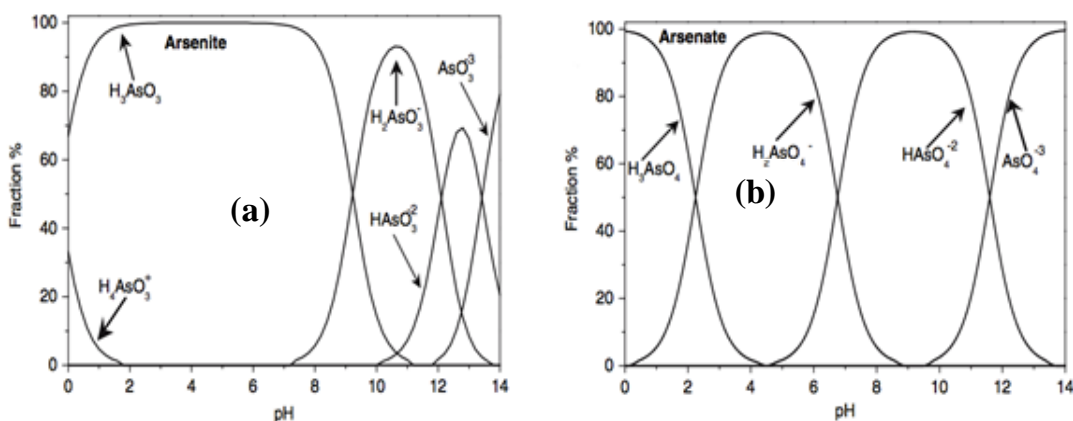 Arsenite
(a)
H₃AsO₃
H₄AsO₃⁺
H₂AsO₃⁻
HAsO₃⁻²
AsO₃⁻³
Fraction %
100
80
60
40
20
0
0 2 4 6 8 10 12 14
pH
Arsenate
(b)
H₃AsO₄
H₂AsO₄⁻
HAsO₄⁻²
AsO₄⁻³
Fraction %
100
80
60
40
20
0
0 2 4 6 8 10 12 14
pH